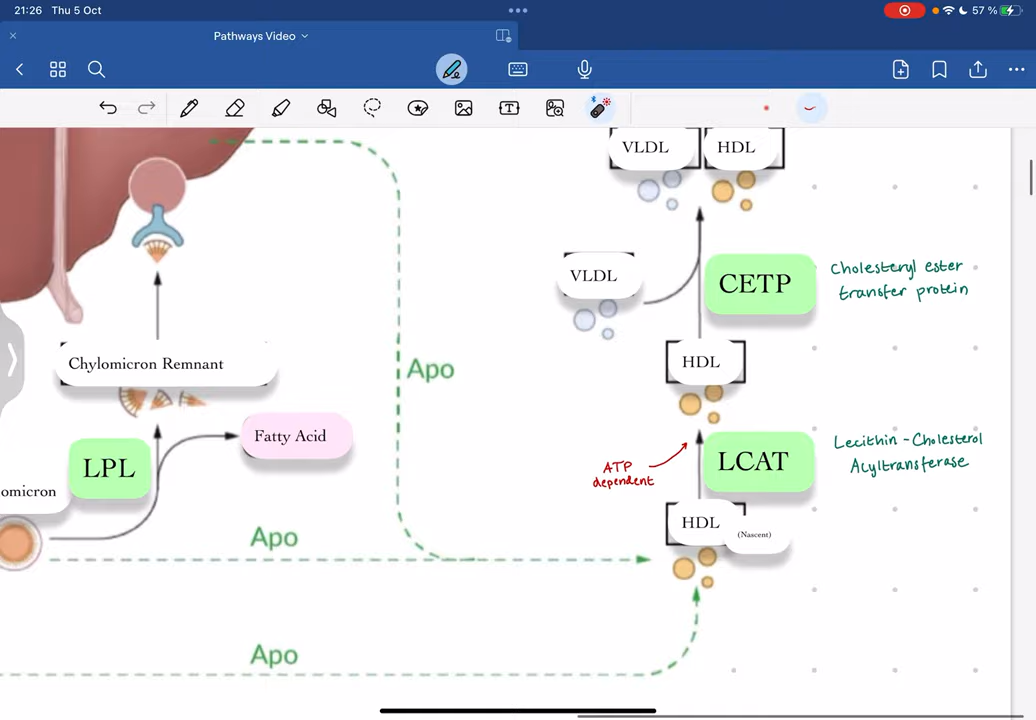 21:26 Thu 5 Oct
57 %
Pathways Video
VLDL
HDL
VLDL
CETP
Cholesteryl ester
transfer protein
Apo
Chylomicron Remnant
HDL
Fatty Acid
LPL
omicron
ATP
dependent
LCAT
Lecithin - Cholesterol
Acyltransferase
HDL
(Nascent)
Apo
Apo